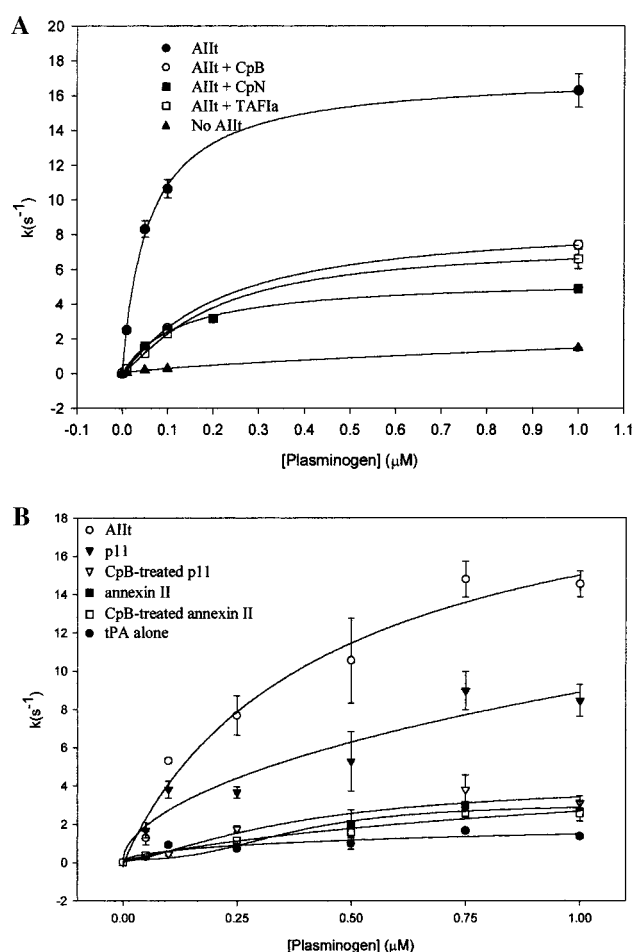 A
AIIt
AIIt + CpB
AIIt + CpN
AIIt + TAFIa
No AIIt
18
16
14
12
10
8
6
4
2
0
-2
k(s⁻¹)
-0.1 0.0 0.1 0.2 0.3 0.4 0.5 0.6 0.7 0.8 0.9 1.0 1.1
[Plasminogen] (μM)
B
AIIt
p11
CpB-treated p11
annexin II
CpB-treated annexin II
tPA alone
18
16
14
12
10
8
6
4
2
0
-2
k(s⁻¹)
0.00 0.25 0.50 0.75 1.00
[Plasminogen] (μM)